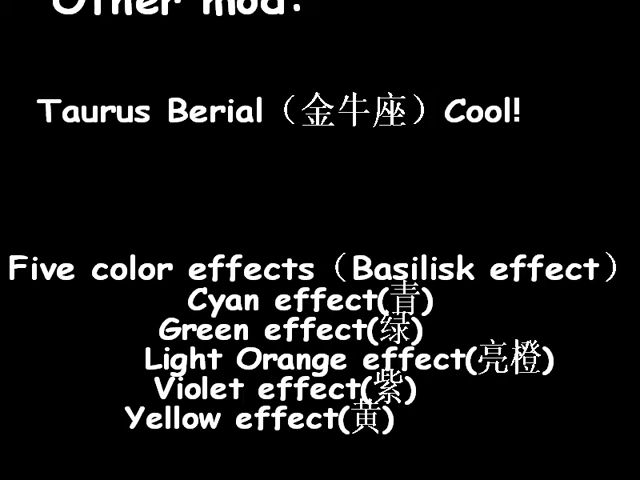 Other mod:
Taurus Berial（金牛座）Cool!
Five color effects（Basilisk effect）
Cyan effect(青)
Green effect(绿)
Light Orange effect(亮橙)
Violet effect(紫)
Yellow effect(黄)